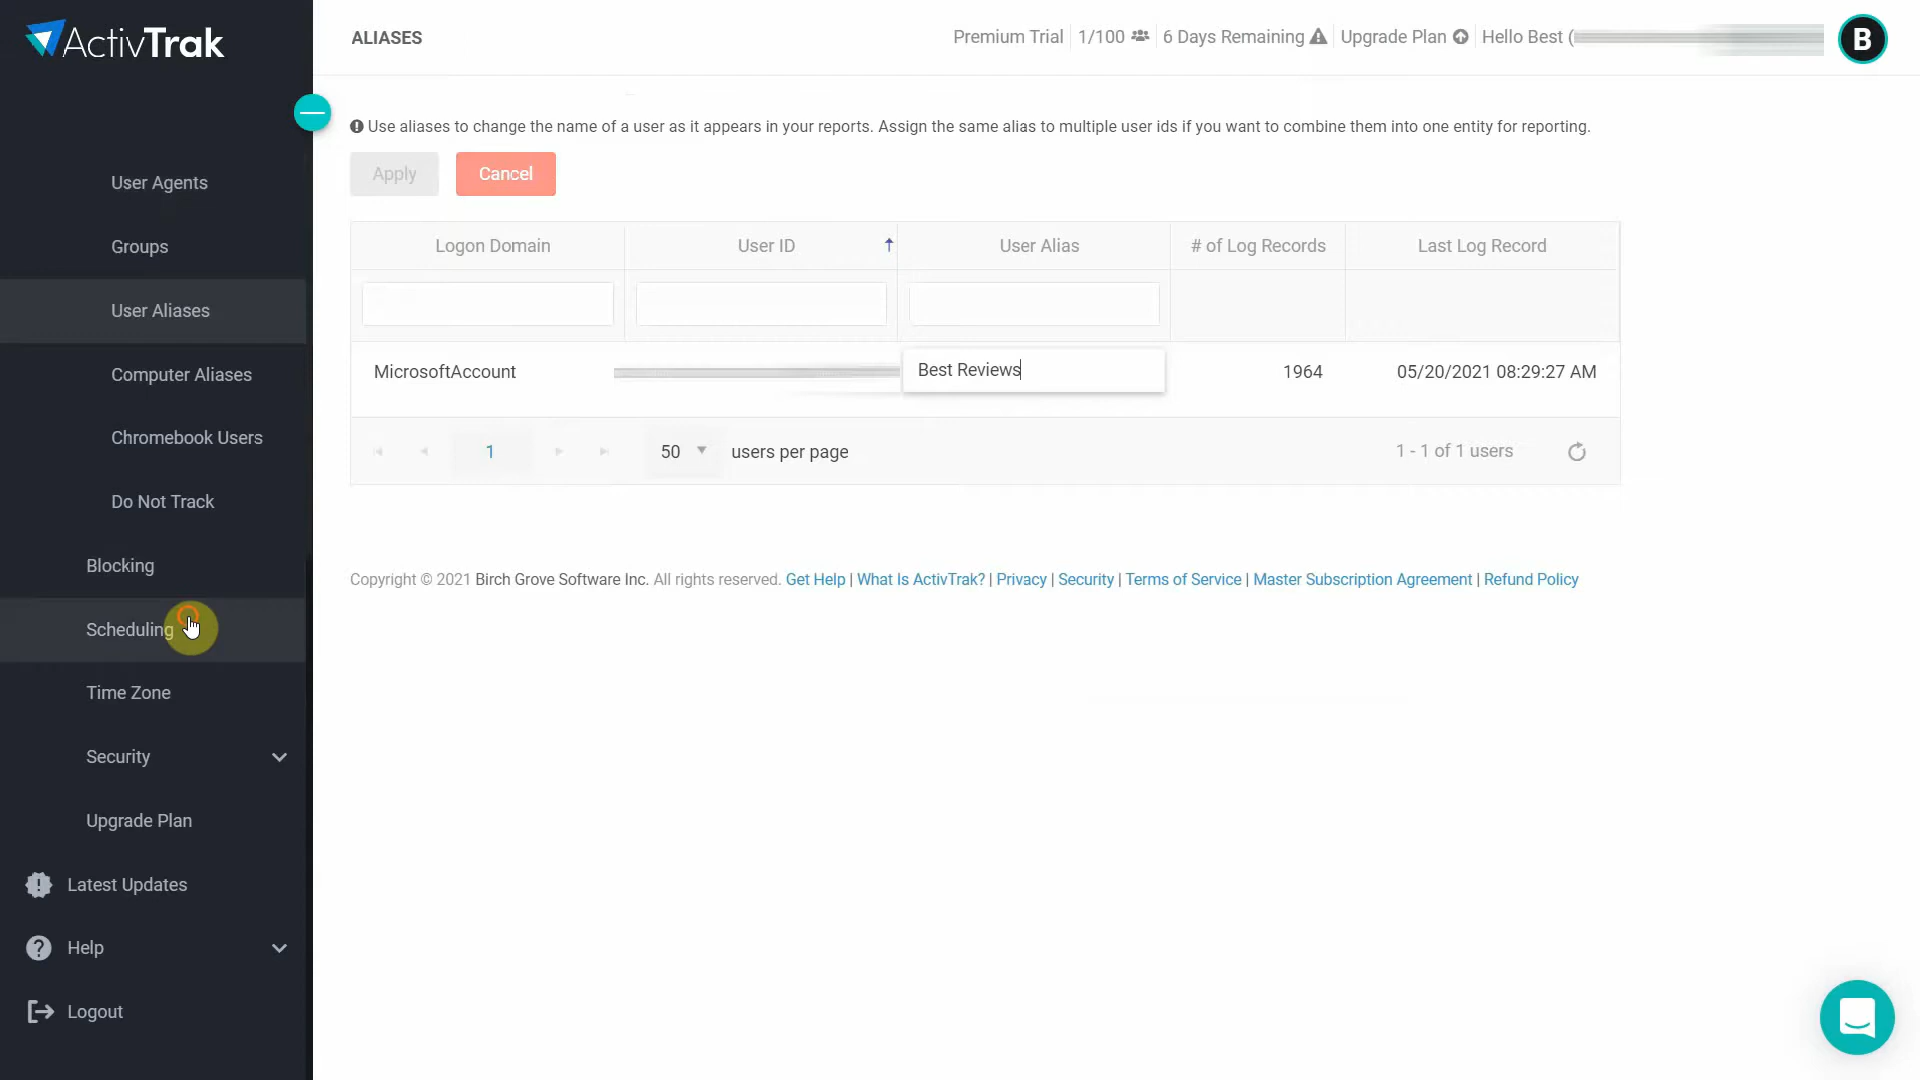 ActivTrak
ALIASES
Premium Trial 1/100 6 Days Remaining Upgrade Plan Hello Best (
B
Use aliases to change the name of a user as it appears in your reports. Assign the same alias to multiple user ids if you want to combine them into one entity for reporting.
Apply Cancel
Logon Domain User ID User Alias # of Log Records Last Log Record
MicrosoftAccount Best Reviews 1964 05/20/2021 08:29:27 AM
1 50 users per page 1 - 1 of 1 users
Copyright © 2021 Birch Grove Software Inc. All rights reserved. Get Help | What Is ActivTrak? | Privacy | Security | Terms of Service | Master Subscription Agreement | Refund Policy
User Agents
Groups
User Aliases
Computer Aliases
Chromebook Users
Do Not Track
Blocking
Scheduling
Time Zone
Security
Upgrade Plan
Latest Updates
Help
Logout